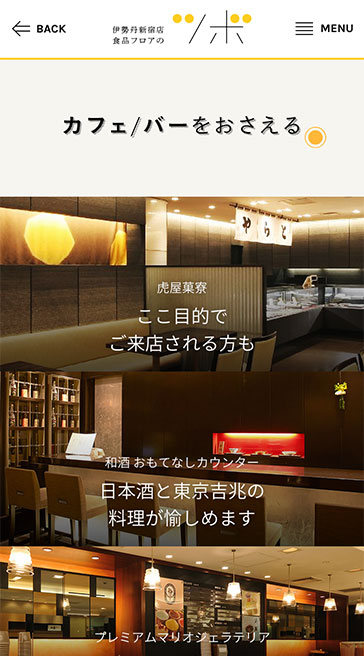 BACK
伊勢丹新宿店
食品フロアの
ツボ
MENU
カフェ/バーをおさえる
やらと
虎屋菓寮
ここ目的で
ご来店される方も
和酒 おもてなしカウンター
日本酒と東京吉兆の
料理が愉しめます
プレミアムマリオジェラテリア